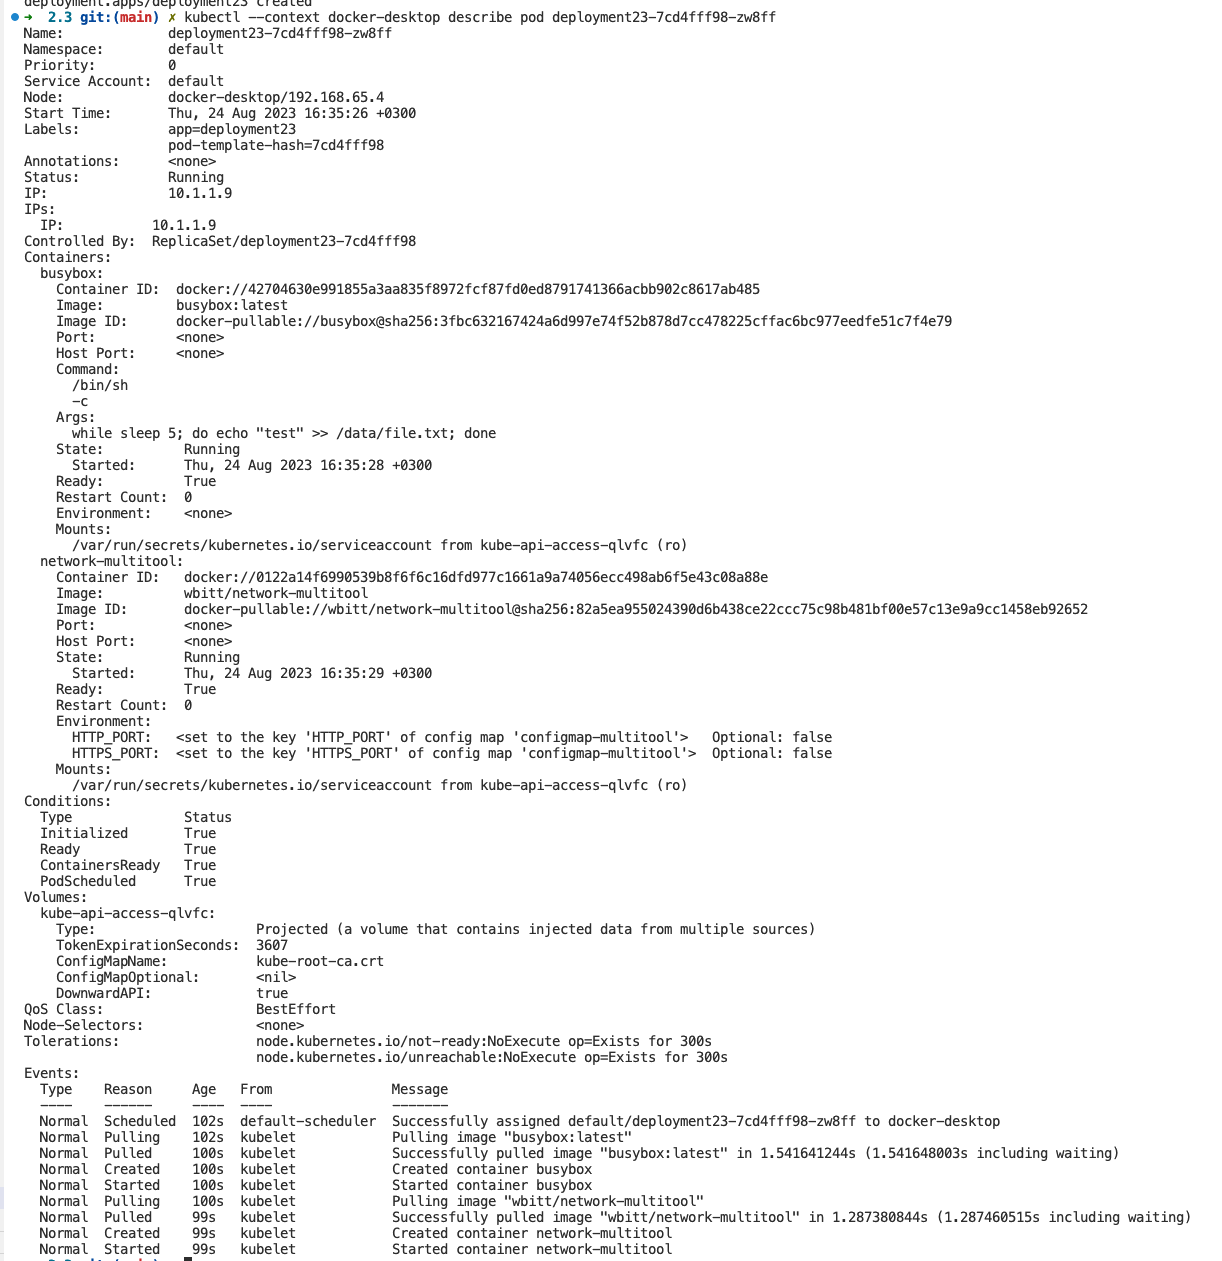 deployment.apps/deployment23 created
➜  2.3 git:(main) ✗ kubectl --context docker-desktop describe pod deployment23-7cd4fff98-zw8ff
Name:             deployment23-7cd4fff98-zw8ff
Namespace:        default
Priority:         0
Service Account:  default
Node:             docker-desktop/192.168.65.4
Start Time:       Thu, 24 Aug 2023 16:35:26 +0300
Labels:           app=deployment23
                  pod-template-hash=7cd4fff98
Annotations:      <none>
Status:           Running
IP:               10.1.1.9
IPs:
  IP:           10.1.1.9
Controlled By:  ReplicaSet/deployment23-7cd4fff98
Containers:
  busybox:
    Container ID:  docker://42704630e991855a3aa835f8972fcf87fd0ed8791741366acbb902c8617ab485
    Image:         busybox:latest
    Image ID:      docker-pullable://busybox@sha256:3fbc632167424a6d997e74f52b878d7cc478225cffac6bc977eedfe51c7f4e79
    Port:          <none>
    Host Port:     <none>
    Command:
      /bin/sh
      -c
    Args:
      while sleep 5; do echo "test" >> /data/file.txt; done
    State:          Running
      Started:      Thu, 24 Aug 2023 16:35:28 +0300
    Ready:          True
    Restart Count:  0
    Environment:    <none>
    Mounts:
      /var/run/secrets/kubernetes.io/serviceaccount from kube-api-access-qlvfc (ro)
  network-multitool:
    Container ID:   docker://0122a14f6990539b8f6f6c16dfd977c1661a9a74056ecc498ab6f5e43c08a88e
    Image:          wbitt/network-multitool
    Image ID:       docker-pullable://wbitt/network-multitool@sha256:82a5ea955024390d6b438ce22ccc75c98b481bf00e57c13e9a9cc1458eb92652
    Port:           <none>
    Host Port:      <none>
    State:          Running
      Started:      Thu, 24 Aug 2023 16:35:29 +0300
    Ready:          True
    Restart Count:  0
    Environment:
      HTTP_PORT:   <set to the key 'HTTP_PORT' of config map 'configmap-multitool'>   Optional: false
      HTTPS_PORT:  <set to the key 'HTTPS_PORT' of config map 'configmap-multitool'>  Optional: false
    Mounts:
      /var/run/secrets/kubernetes.io/serviceaccount from kube-api-access-qlvfc (ro)
Conditions:
  Type              Status
  Initialized       True
  Ready             True
  ContainersReady   True
  PodScheduled      True
Volumes:
  kube-api-access-qlvfc:
    Type:                    Projected (a volume that contains injected data from multiple sources)
    TokenExpirationSeconds:  3607
    ConfigMapName:           kube-root-ca.crt
    ConfigMapOptional:       <nil>
    DownwardAPI:             true
QoS Class:                   BestEffort
Node-Selectors:              <none>
Tolerations:                 node.kubernetes.io/not-ready:NoExecute op=Exists for 300s
                             node.kubernetes.io/unreachable:NoExecute op=Exists for 300s
Events:
  Type    Reason     Age   From               Message
  ----    ------     ----  ----               -------
  Normal  Scheduled  102s  default-scheduler  Successfully assigned default/deployment23-7cd4fff98-zw8ff to docker-desktop
  Normal  Pulling    102s  kubelet            Pulling image "busybox:latest"
  Normal  Pulled     100s  kubelet            Successfully pulled image "busybox:latest" in 1.541641244s (1.541648003s including waiting)
  Normal  Created    100s  kubelet            Created container busybox
  Normal  Started    100s  kubelet            Started container busybox
  Normal  Pulling    100s  kubelet            Pulling image "wbitt/network-multitool"
  Normal  Pulled     99s   kubelet            Successfully pulled image "wbitt/network-multitool" in 1.287380844s (1.287460515s including waiting)
  Normal  Created    99s   kubelet            Created container network-multitool
  Normal  Started    99s   kubelet            Started container network-multitool